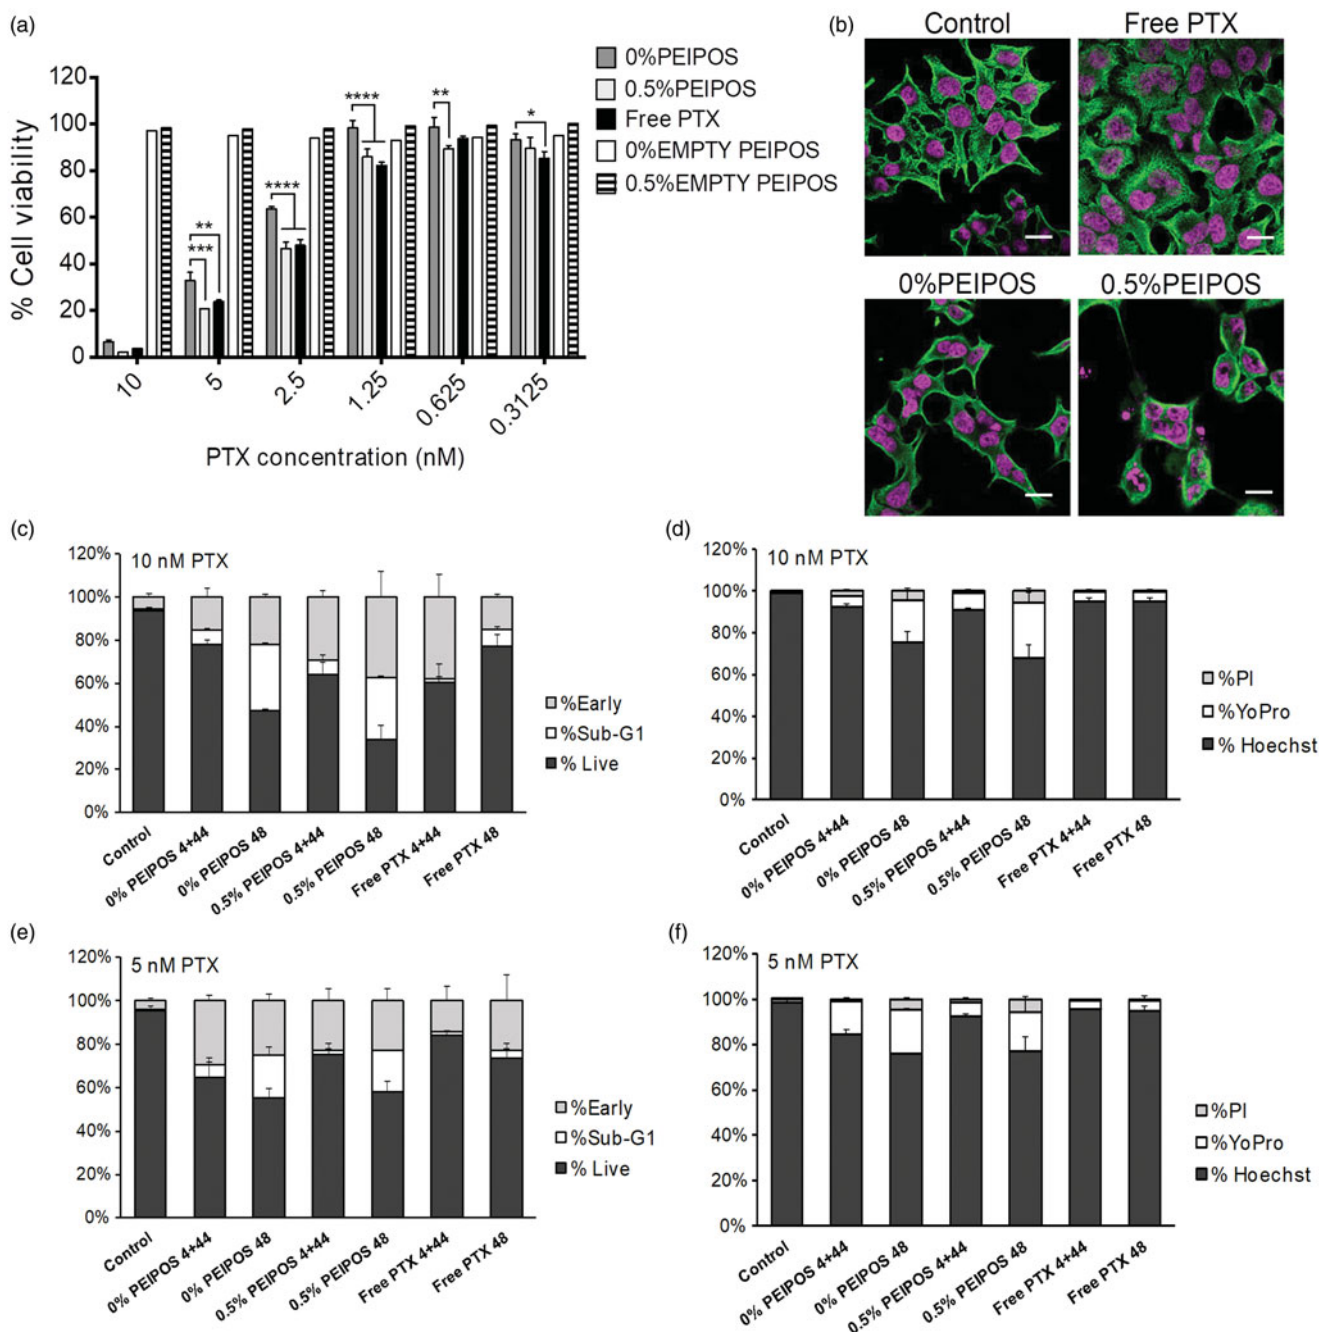 (a)
120
100
80
60
40
20
0
% Cell viability
****
**
*
****
**
***
10
5
2.5
1.25
0.625
0.3125
PTX concentration (nM)
0%PEIPOS
0.5%PEIPOS
Free PTX
0%EMPTY PEIPOS
0.5%EMPTY PEIPOS
(b)
Control
Free PTX
0%PEIPOS
0.5%PEIPOS
(c)
10 nM PTX
120%
100%
80%
60%
40%
20%
0%
Control
0% PEIPOS 4+44
0% PEIPOS 48
0.5% PEIPOS 4+44
0.5% PEIPOS 48
Free PTX 4+44
Free PTX 48
%Early
%Sub-G1
% Live
(d)
10 nM PTX
120%
100%
80%
60%
40%
20%
0%
Control
0% PEIPOS 4+44
0% PEIPOS 48
0.5% PEIPOS 4+44
0.5% PEIPOS 48
Free PTX 4+44
Free PTX 48
%PI
%YoPro
% Hoechst
(e)
5 nM PTX
120%
100%
80%
60%
40%
20%
0%
Control
0% PEIPOS 4+44
0% PEIPOS 48
0.5% PEIPOS 4+44
0.5% PEIPOS 48
Free PTX 4+44
Free PTX 48
%Early
%Sub-G1
% Live
(f)
5 nM PTX
120%
100%
80%
60%
40%
20%
0%
Control
0% PEIPOS 4+44
0% PEIPOS 48
0.5% PEIPOS 4+44
0.5% PEIPOS 48
Free PTX 4+44
Free PTX 48
%PI
%YoPro
% Hoechst